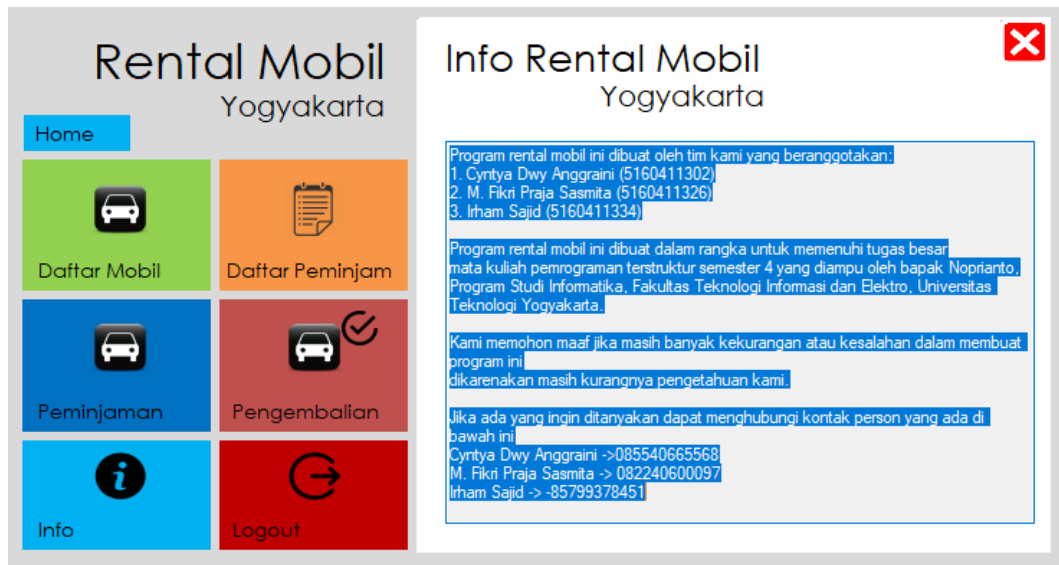 Rental Mobil
Yogyakarta
Home
Daftar Mobil
Daftar Peminjam
Peminjaman
Pengembalian
Info
Logout
Info Rental Mobil
Yogyakarta
Program rental mobil ini dibuat oleh tim kami yang beranggotakan:
1. Cyntya Dwy Anggraini (5160411302)
2. M. Fikri Praja Sasmita (5160411326)
3. Irham Sajid (5160411334)
Program rental mobil ini dibuat dalam rangka untuk memenuhi tugas besar
mata kuliah pemrograman terstruktur semester 4 yang diampu oleh bapak Noprianto,
Program Studi Informatika, Fakultas Teknologi Informasi dan Elektro, Universitas
Teknologi Yogyakarta.
Kami memohon maaf jika masih banyak kekurangan atau kesalahan dalam membuat
program ini
dikarenakan masih kurangnya pengetahuan kami.
Jika ada yang ingin ditanyakan dapat menghubungi kontak person yang ada di
bawah ini
Cyntya Dwy Anggraini ->085540665568
M. Fikri Praja Sasmita -> 082240600097
Irham Sajid -> -85799378451